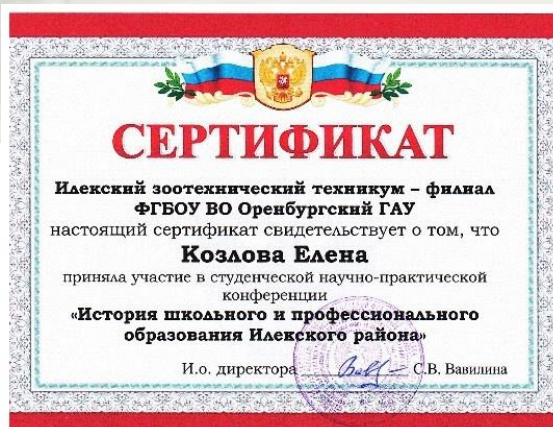 СЕРТИФИКАТ
Илекский зоотехнический техникум – филиал
ФГБОУ ВО Оренбургский ГАУ
настоящий сертификат свидетельствует о том, что
Козлова Елена
приняла участие в студенческой научно-практической
конференции
«История школьного и профессионального
образования Илекского района»
И.о. директора С.В. Вавилина